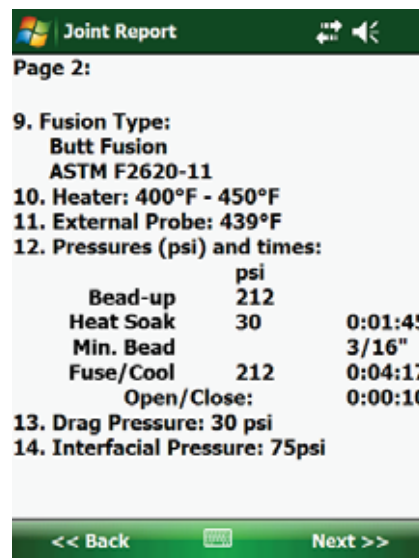 Joint Report
Page 2:
9. Fusion Type:
Butt Fusion
ASTM F2620-11
10. Heater: 400°F - 450°F
11. External Probe: 439°F
12. Pressures (psi) and times:
psi
Bead-up 212
Heat Soak 30 0:01:45
Min. Bead 3/16"
Fuse/Cool 212 0:04:17
Open/Close: 0:00:10
13. Drag Pressure: 30 psi
14. Interfacial Pressure: 75psi
<< Back Next >>